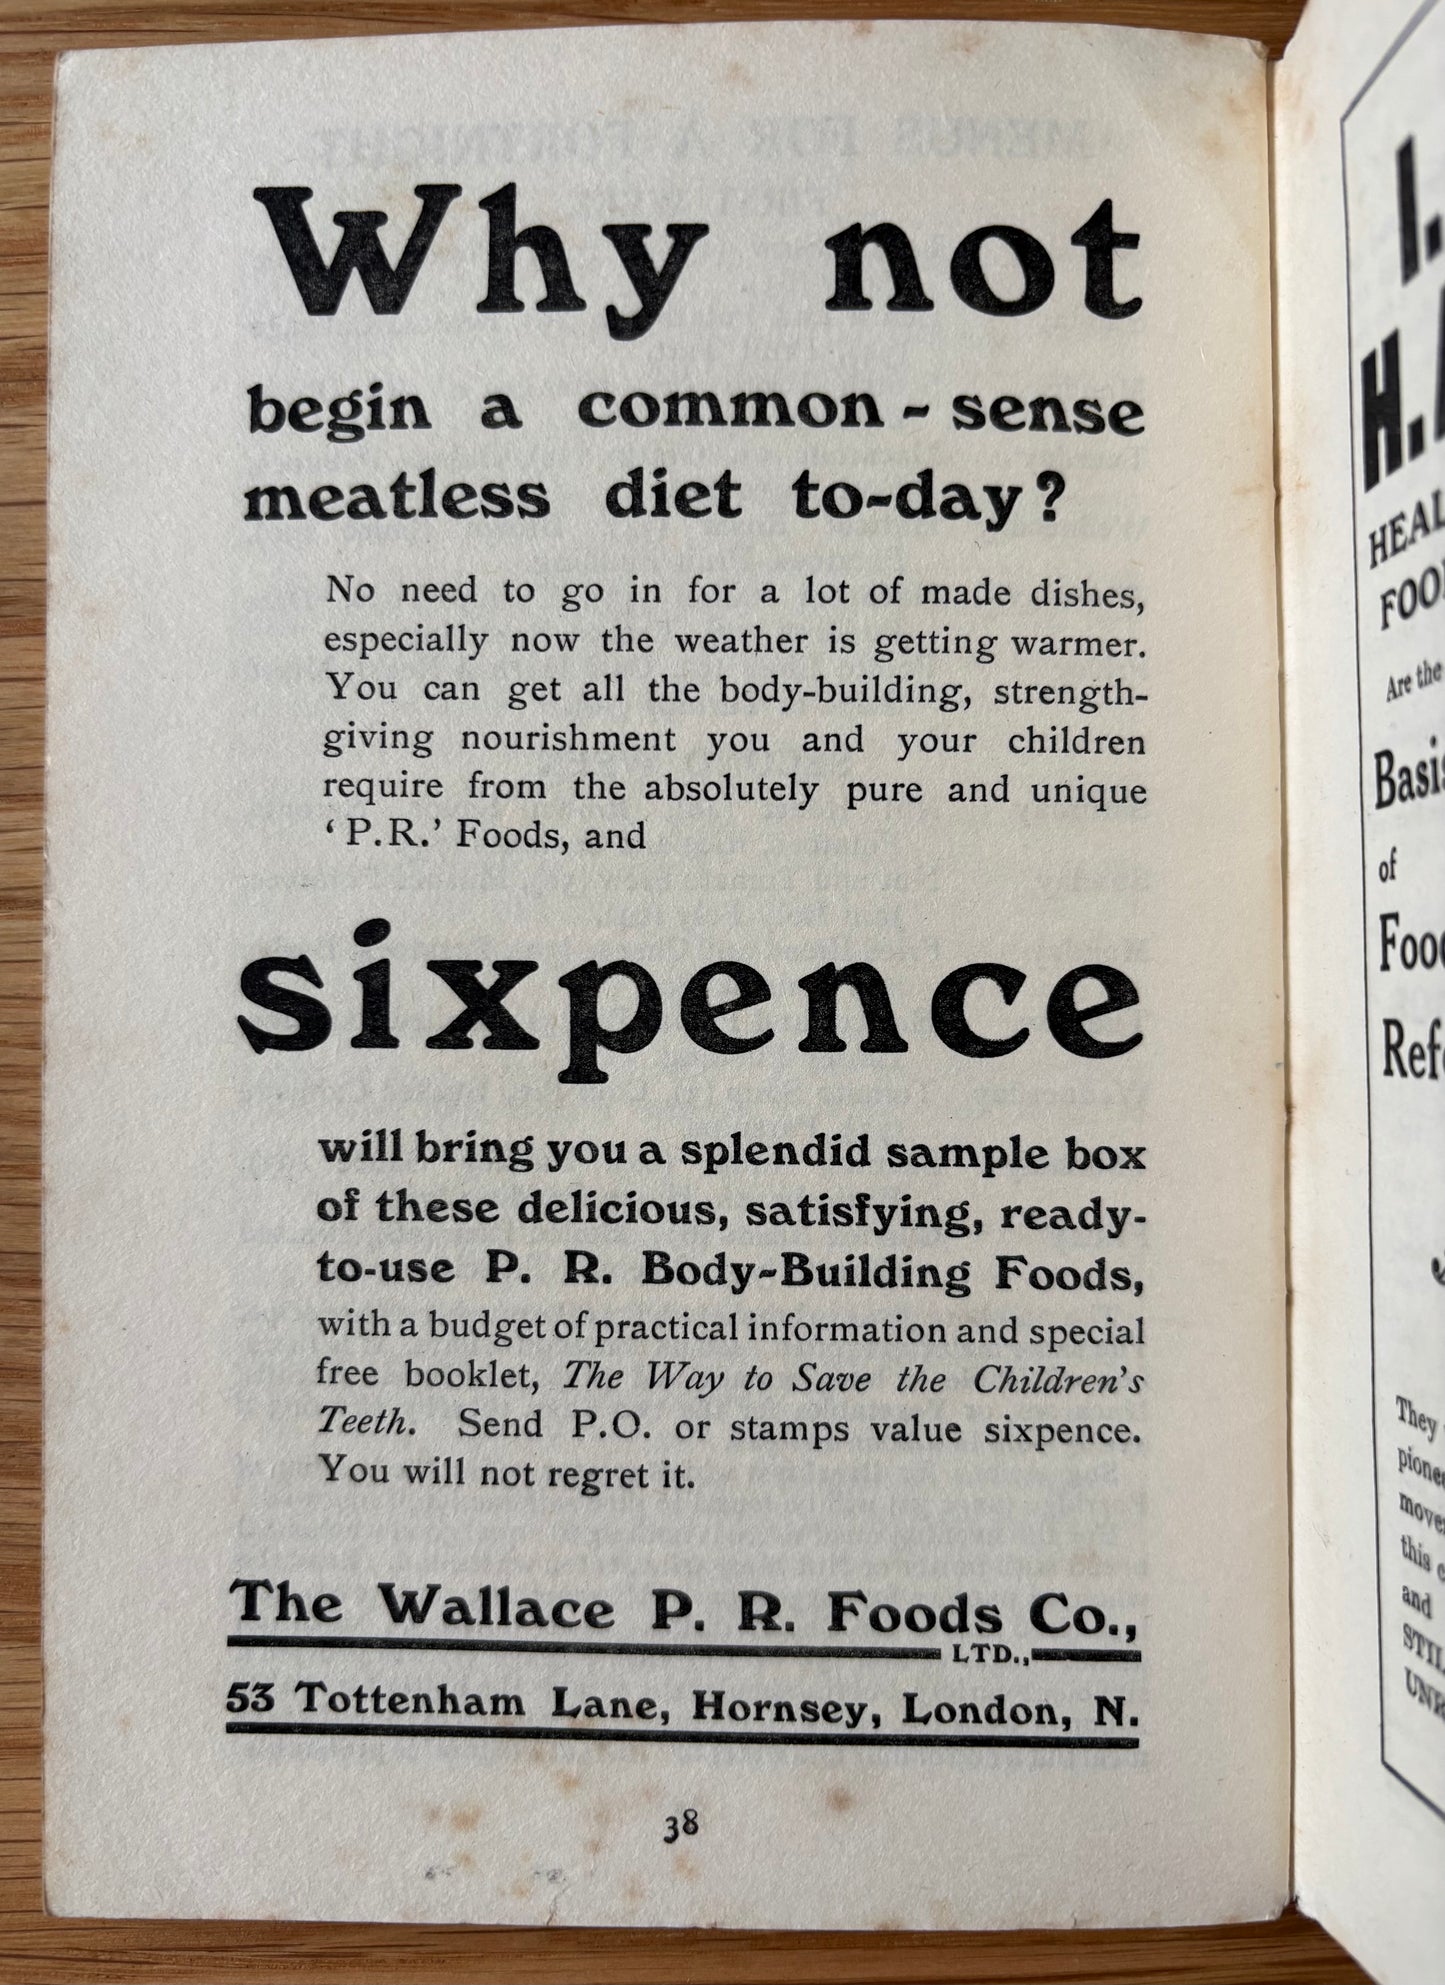 Why not
begin a common-sense
meatless diet to-day?
No need to go in for a lot of made dishes,
especially now the weather is getting warmer.
You can get all the body-building, strength-
giving nourishment you and your children
require from the absolutely pure and unique
‘P.R.’ Foods, and
sixpence
will bring you a splendid sample box
of these delicious, satisfying, ready-
to-use P. R. Body-Building Foods,
with a budget of practical information and special
free booklet, The Way to Save the Children's
Teeth. Send P.O. or stamps value sixpence.
You will not regret it.
The Wallace P. R. Foods Co.,
LTD.,
53 Tottenham Lane, Hornsey, London, N.
38
I.
H.
Are the
of
They
this
and